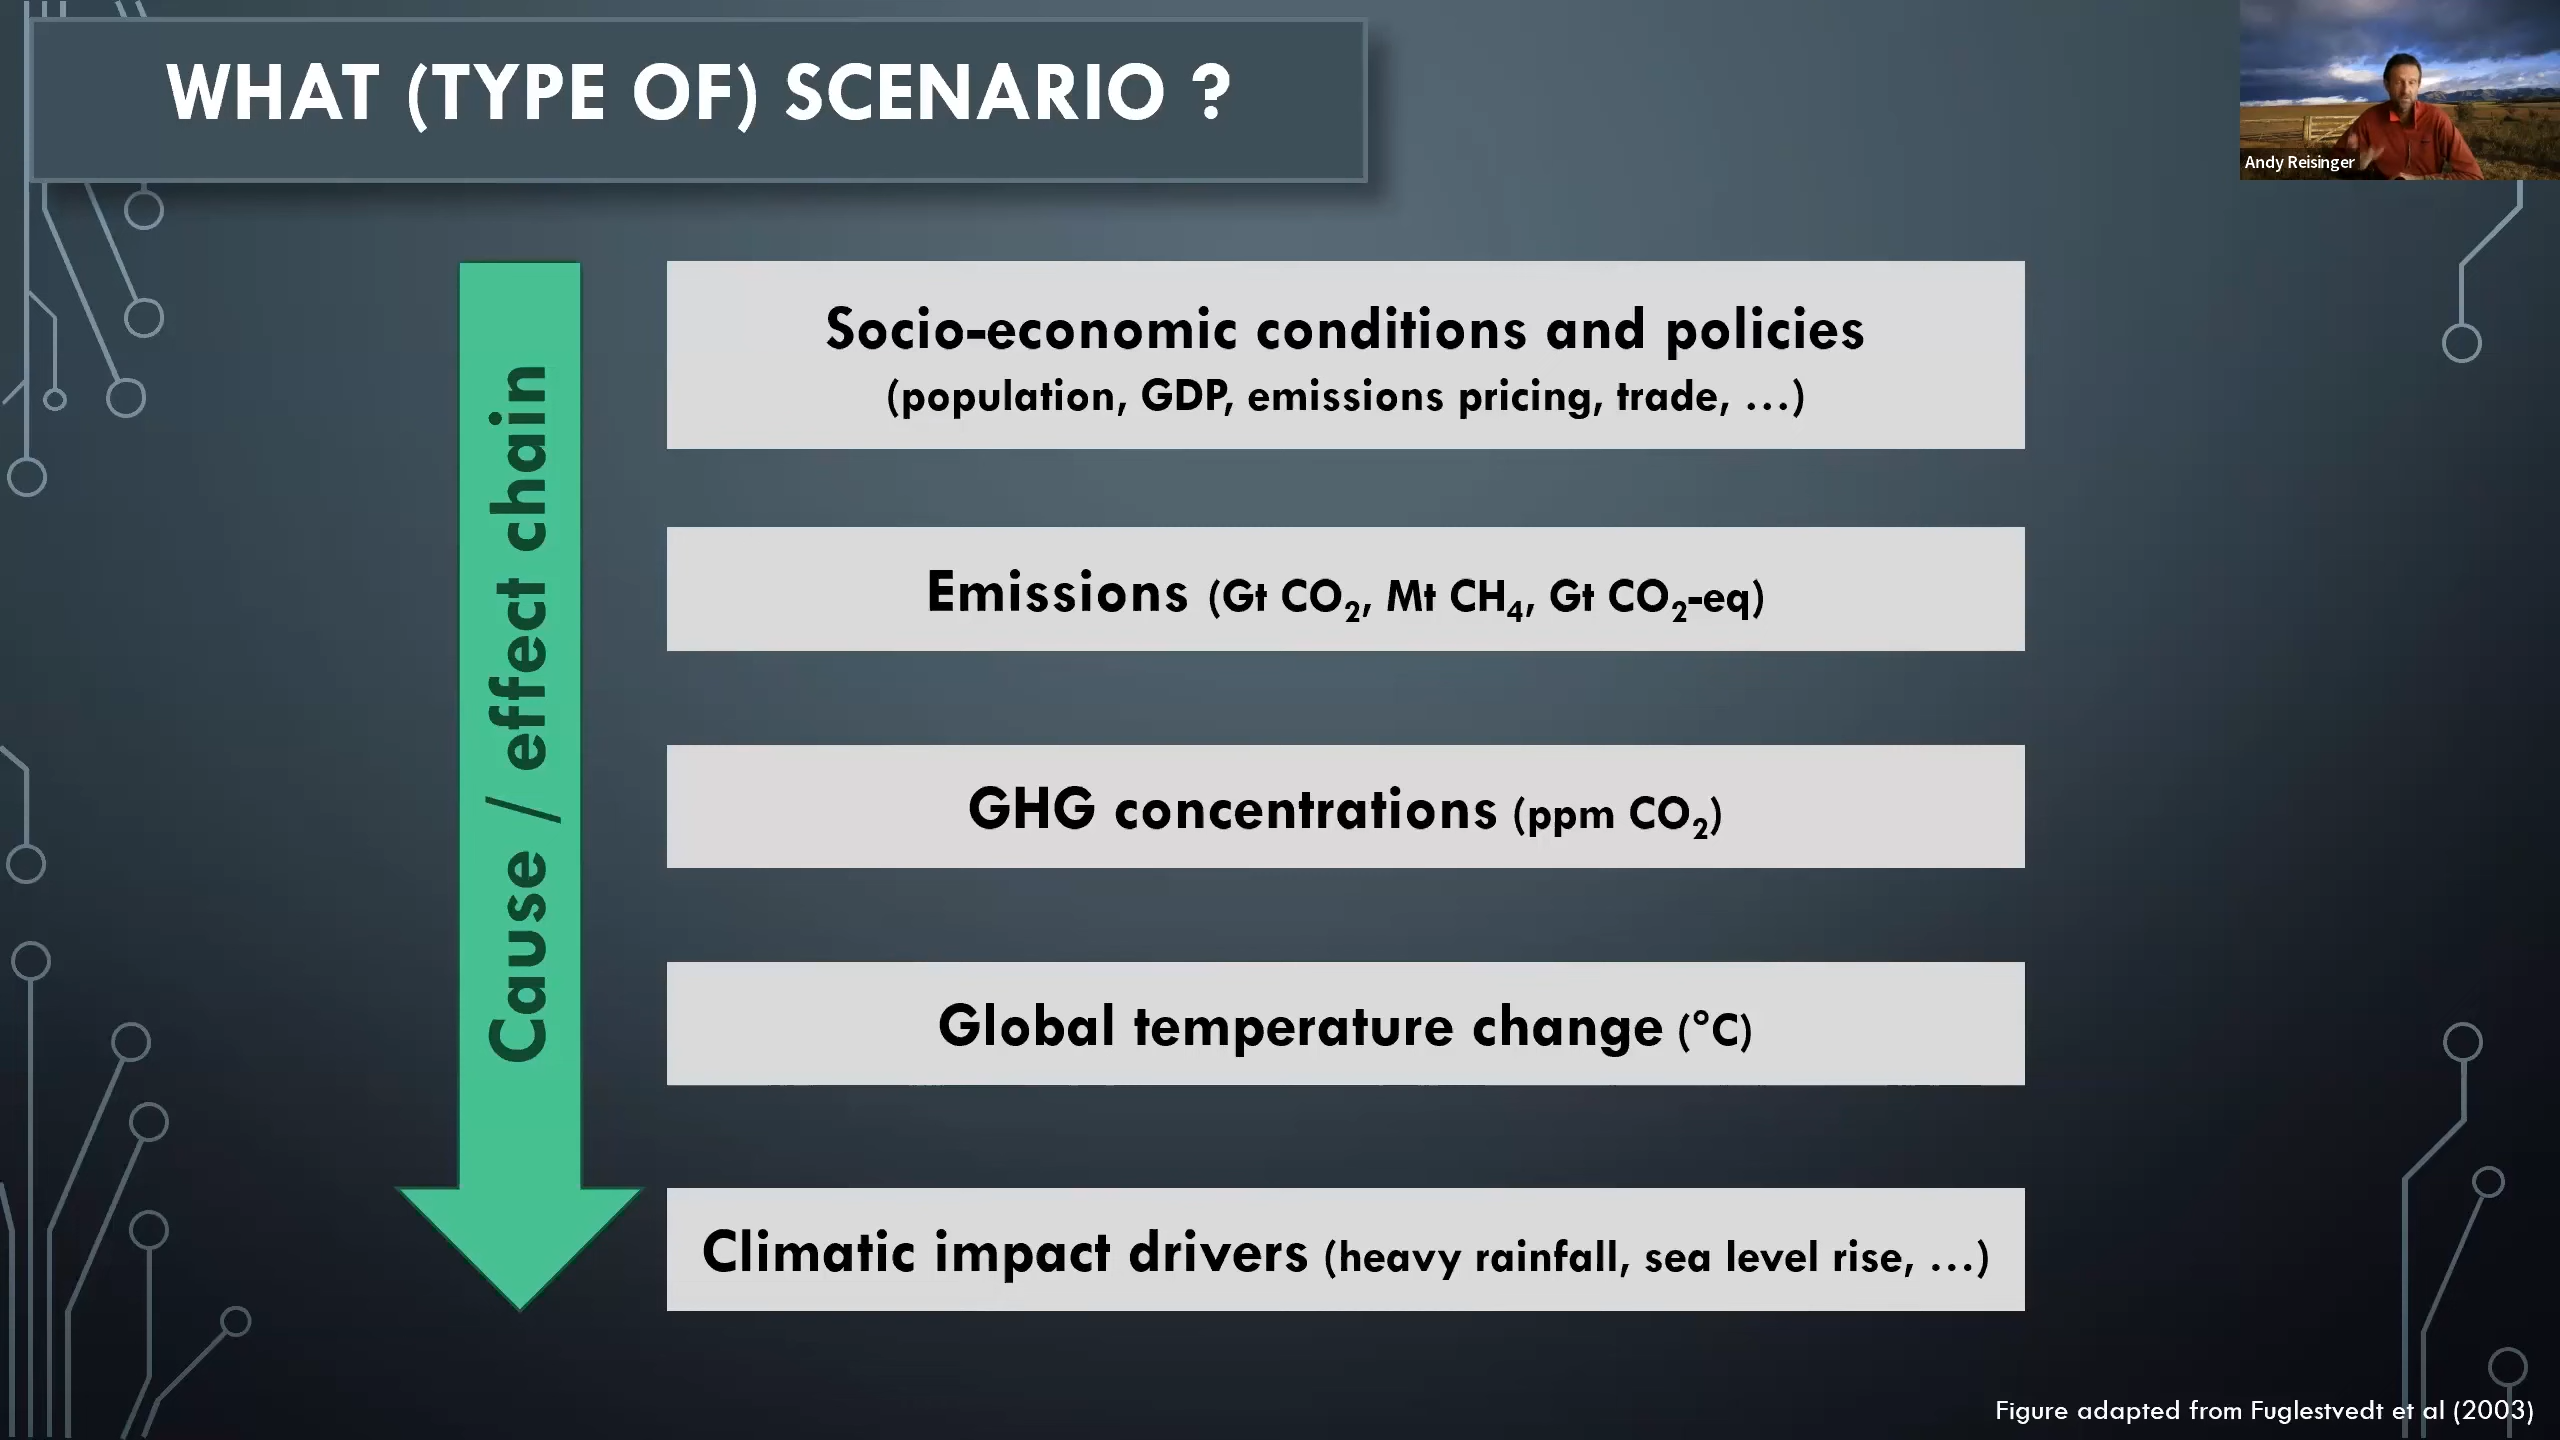 WHAT (TYPE OF) SCENARIO ?
Andy Reisinger
Cause / effect chain
Socio-economic conditions and policies
(population, GDP, emissions pricing, trade, …)
Emissions (Gt CO₂, Mt CH₄, Gt CO₂-eq)
GHG concentrations (ppm CO₂)
Global temperature change (°C)
Climatic impact drivers (heavy rainfall, sea level rise, …)
Figure adapted from Fuglestvedt et al (2003)